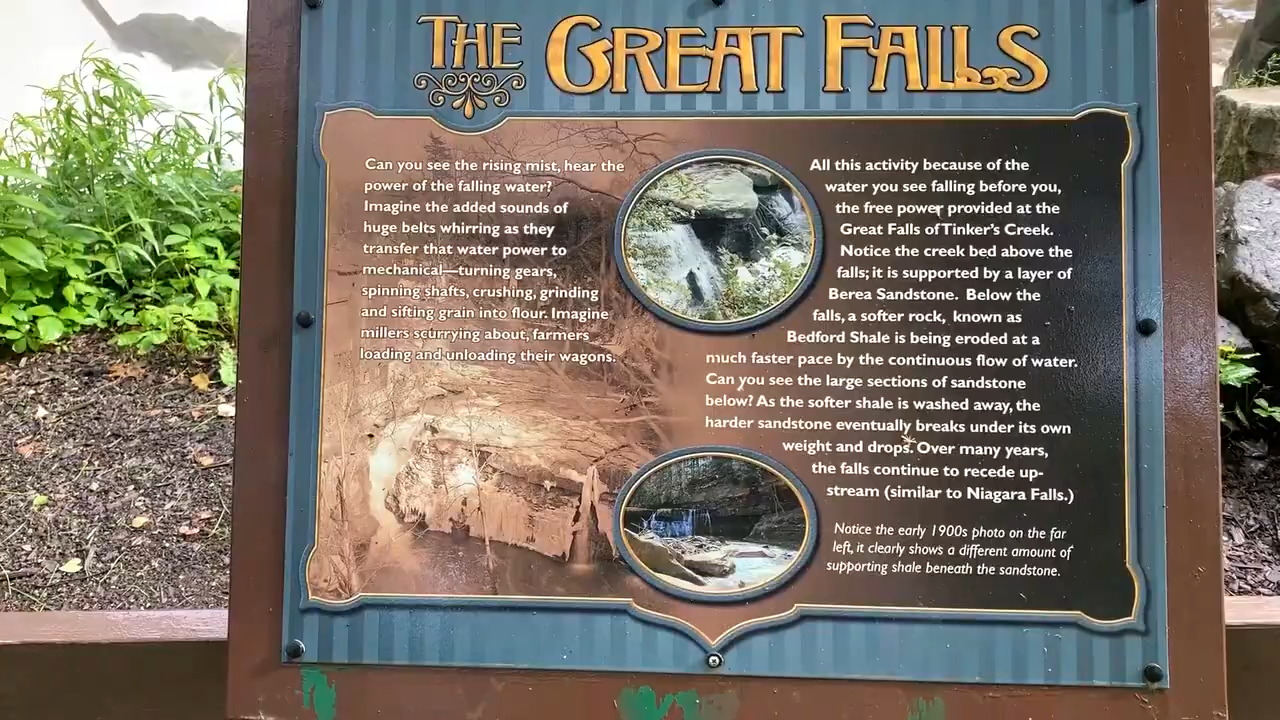 THE GREAT FALLS
Can you see the rising mist, hear the
power of the falling water?
Imagine the added sounds of
huge belts whirring as they
transfer that water power to
mechanical—turning gears,
spinning shafts, crushing, grinding
and sifting grain into flour. Imagine
millers scurrying about, farmers
loading and unloading their wagons.
All this activity because of the
water you see falling before you,
the free power provided at the
Great Falls of Tinker's Creek.
Notice the creek bed above the
falls; it is supported by a layer of
Berea Sandstone. Below the
falls, a softer rock, known as
Bedford Shale is being eroded at a
much faster pace by the continuous flow of water.
Can you see the large sections of sandstone
below? As the softer shale is washed away, the
harder sandstone eventually breaks under its own
weight and drops. Over many years,
the falls continue to recede up-
stream (similar to Niagara Falls.)
Notice the early 1900s photo on the far
left, it clearly shows a different amount of
supporting shale beneath the sandstone.